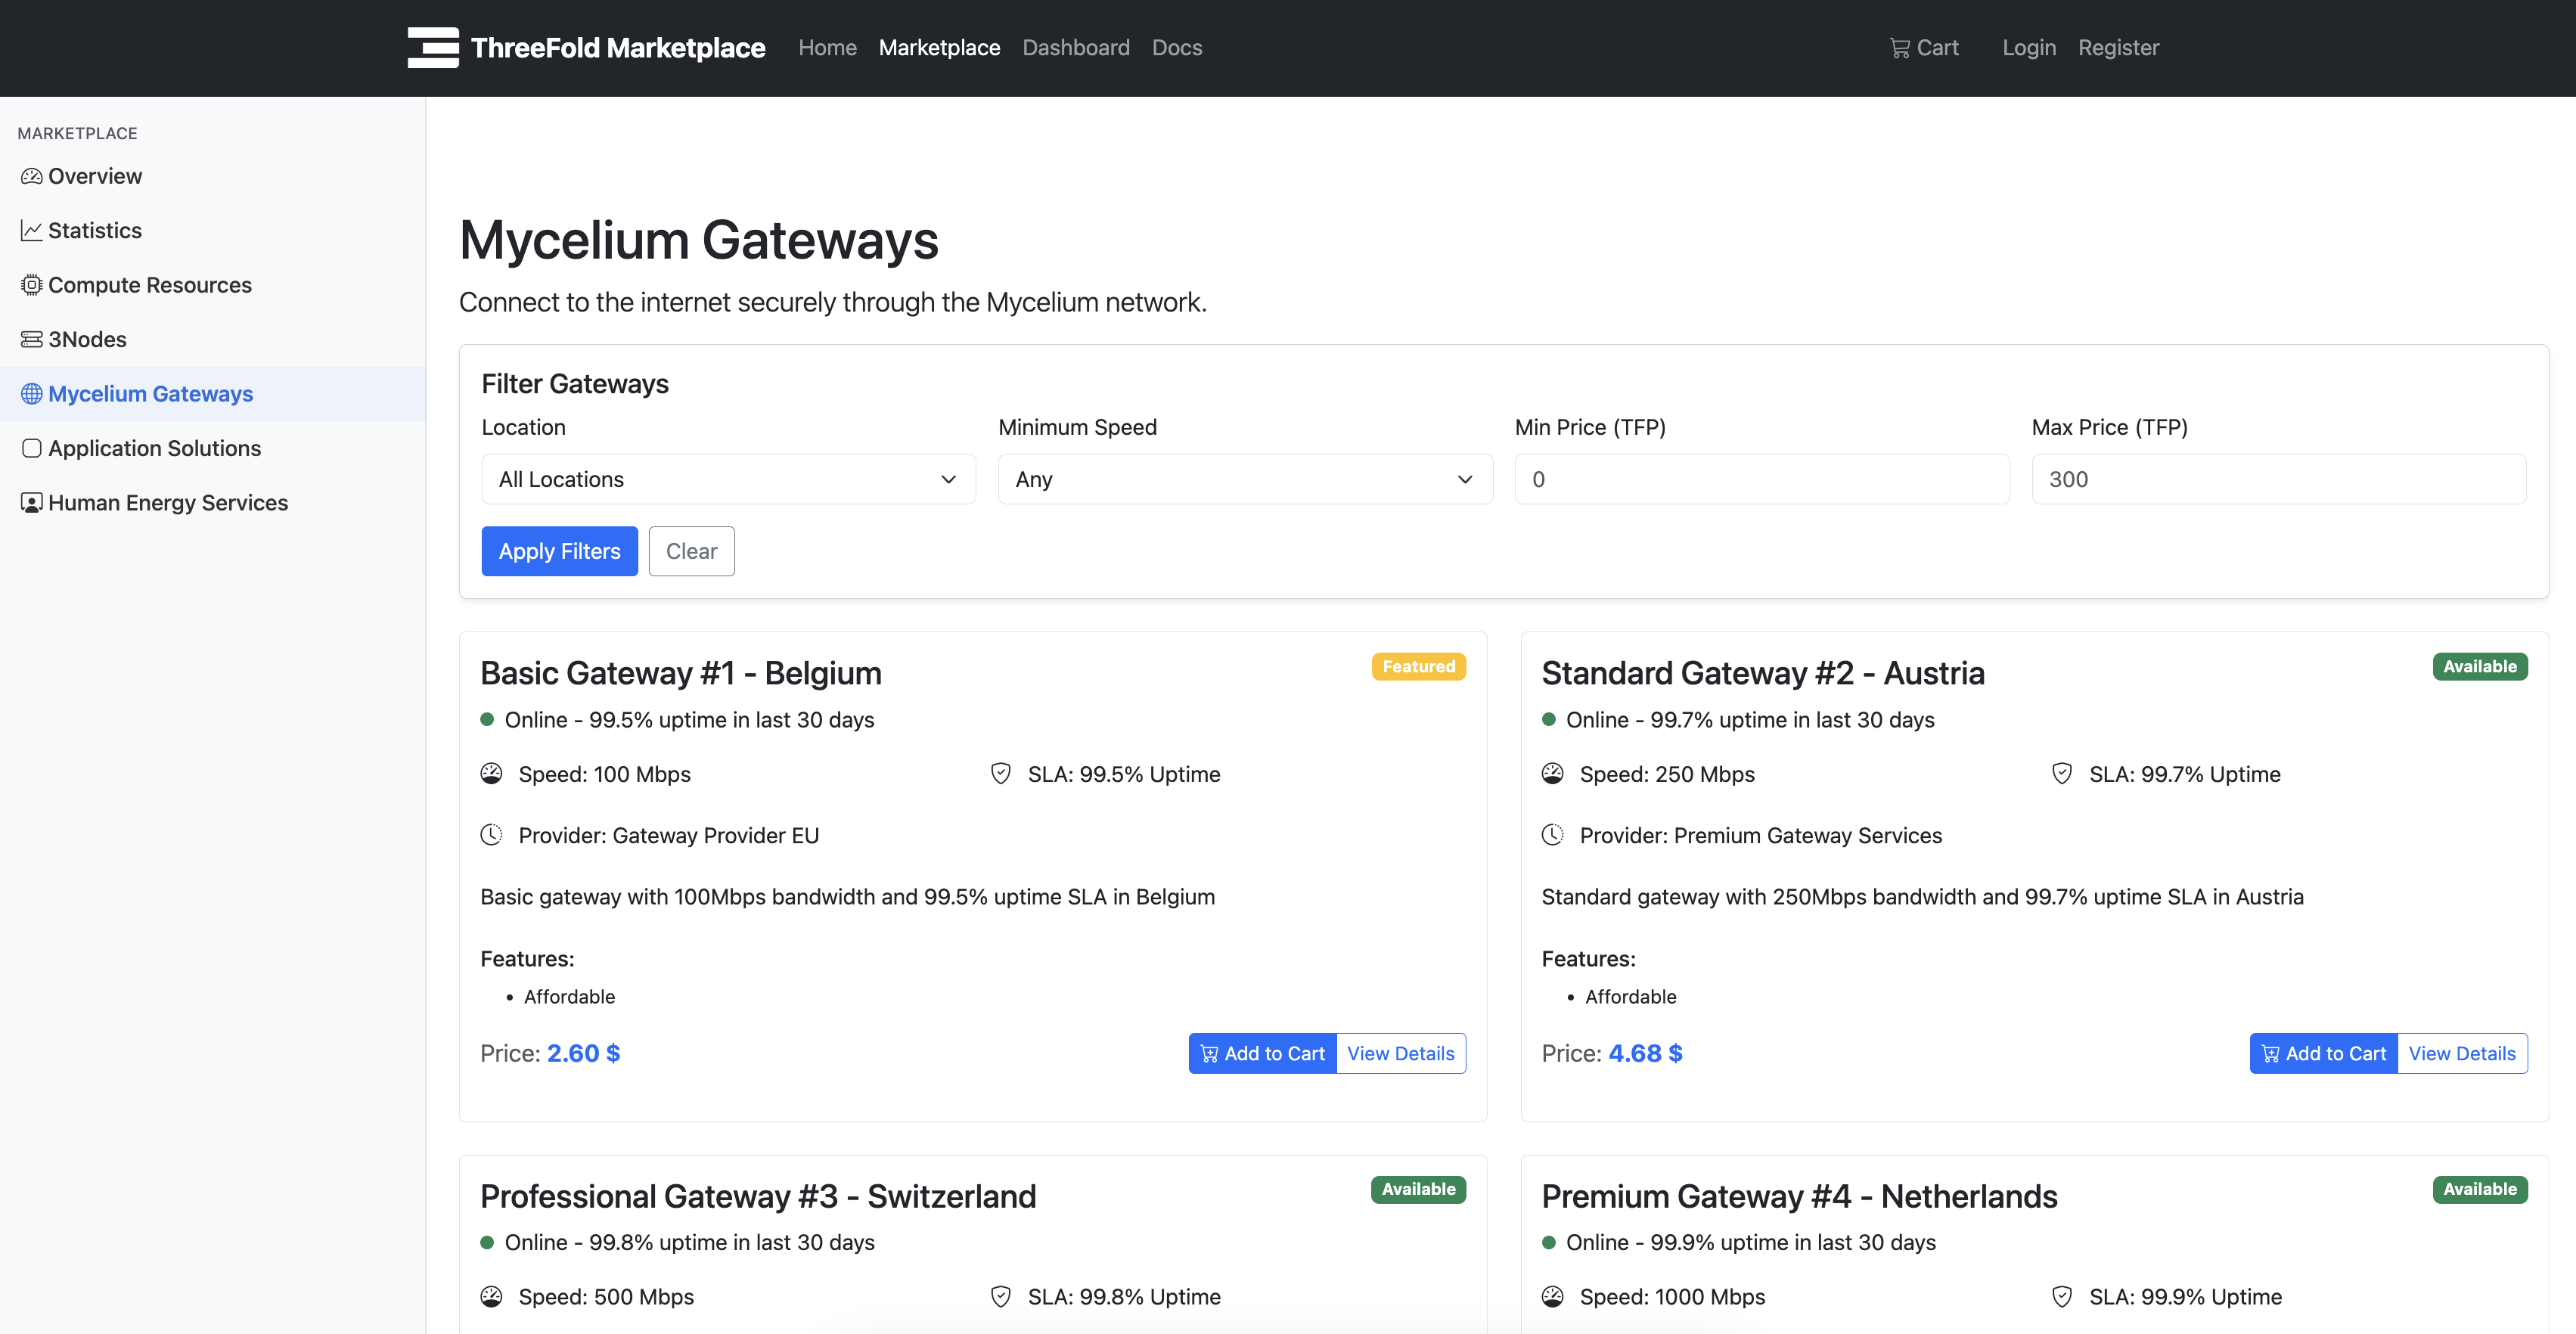 ThreeFold Marketplace Home Marketplace Dashboard Docs Cart Login Register
MARKETPLACE
Overview
Statistics
Compute Resources
3Nodes
Mycelium Gateways
Application Solutions
Human Energy Services
Mycelium Gateways
Connect to the internet securely through the Mycelium network.
Filter Gateways
Location Minimum Speed Min Price (TFP) Max Price (TFP)
All Locations Any 0 300
Apply Filters Clear
Basic Gateway #1 - Belgium Featured
Online - 99.5% uptime in last 30 days
Speed: 100 Mbps SLA: 99.5% Uptime
Provider: Gateway Provider EU
Basic gateway with 100Mbps bandwidth and 99.5% uptime SLA in Belgium
Features:
• Affordable
Price: 2.60 $ Add to Cart View Details
Standard Gateway #2 - Austria Available
Online - 99.7% uptime in last 30 days
Speed: 250 Mbps SLA: 99.7% Uptime
Provider: Premium Gateway Services
Standard gateway with 250Mbps bandwidth and 99.7% uptime SLA in Austria
Features:
• Affordable
Price: 4.68 $ Add to Cart View Details
Professional Gateway #3 - Switzerland Available
Online - 99.8% uptime in last 30 days
Speed: 500 Mbps SLA: 99.8% Uptime
Premium Gateway #4 - Netherlands Available
Online - 99.9% uptime in last 30 days
Speed: 1000 Mbps SLA: 99.9% Uptime